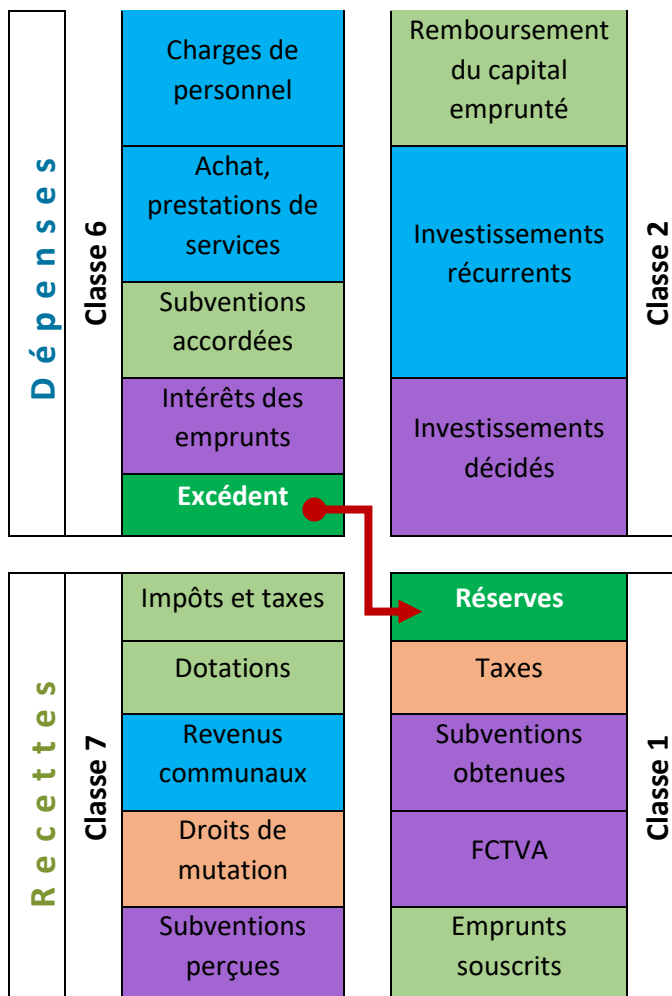 Dépenses
Classe 6
Charges de
personnel
Achat,
prestations de
services
Subventions
accordées
Intérêts des
emprunts
Excédent
Remboursement
du capital
emprunté
Investissements
récurrents
Investissements
décidés
Classe 2
Recettes
Classe 7
Impôts et taxes
Dotations
Revenus
communaux
Droits de
mutation
Subventions
perçues
Réserves
Taxes
Subventions
obtenues
FCTVA
Emprunts
souscrits
Classe 1